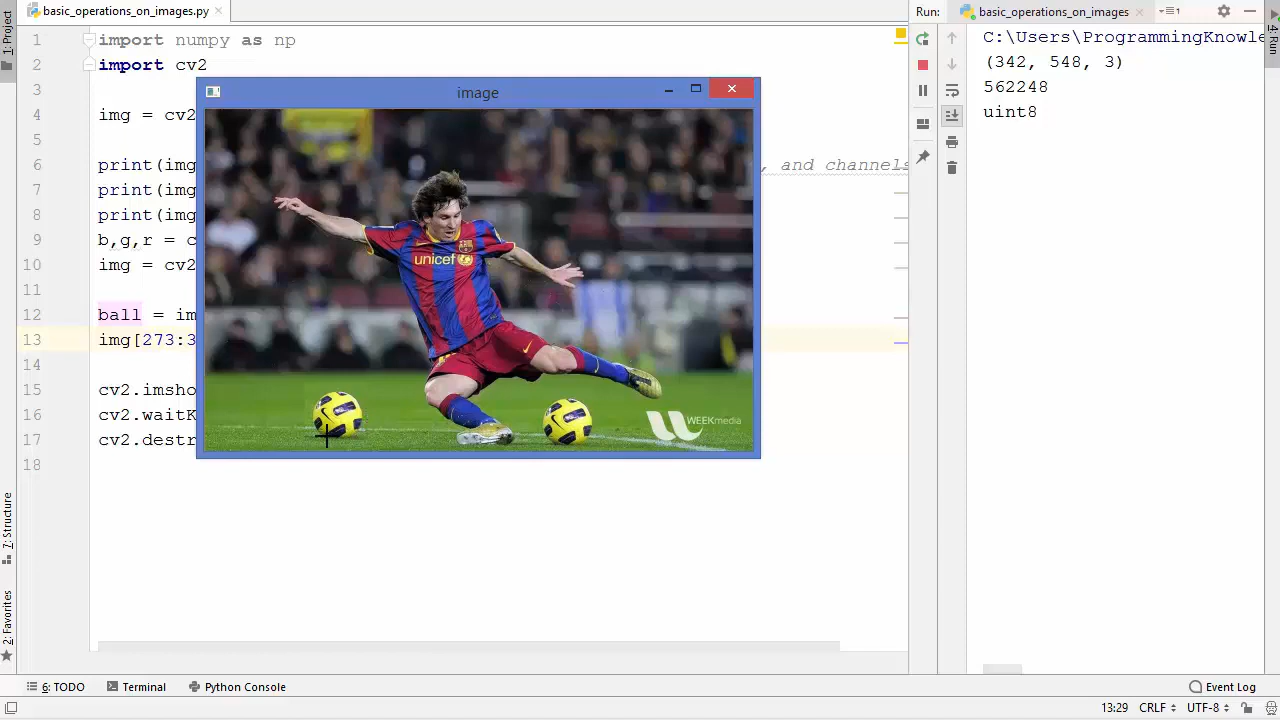 basic_operations_on_images.py
Run: basic_operations_on_images
1: Project
4: Run
1 import numpy as np
2 import cv2
3
4 img = cv2
5
6 print(img , and channels
7 print(img
8 print(img
9 b,g,r = c
10 img = cv2
11
12 ball = im
13 img[273:3
14
15 cv2.imsho
16 cv2.waitK
17 cv2.destr
18
image
unicef
WEEKmedia
C:\Users\ProgrammingKnowle
(342, 548, 3)
562248
uint8
7: Structure
2: Favorites
6: TODO Terminal Python Console Event Log
13:29 CRLF UTF-8